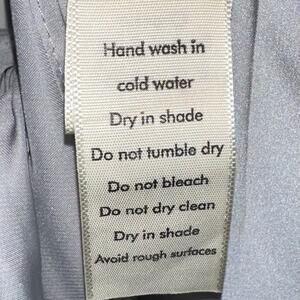 Hand wash in
cold water
Dry in shade
Do not tumble dry
Do not bleach
Do not dry clean
Dry in shade
Avoid rough surfaces